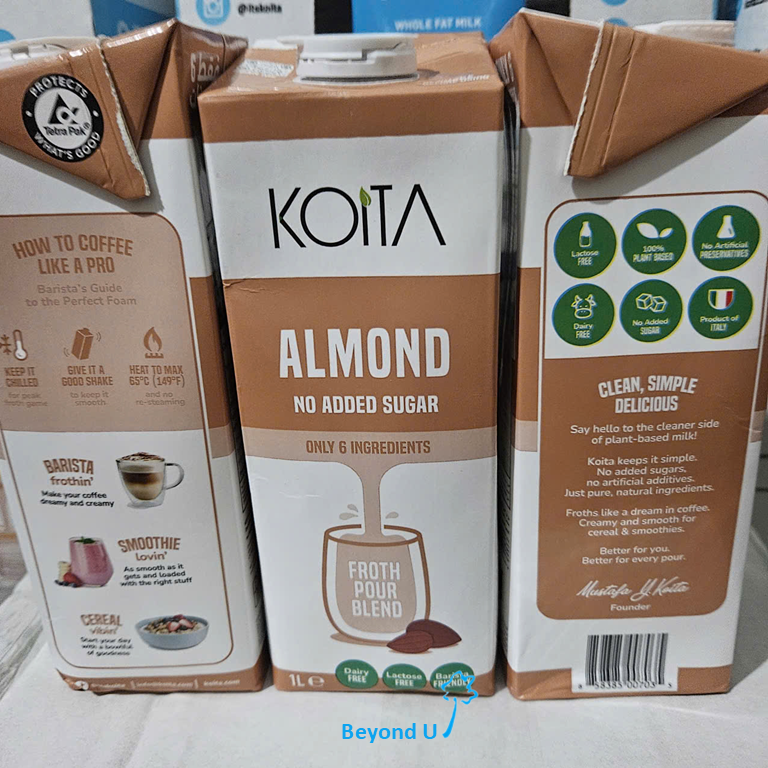 @itskoita
WHOLE FAT MILK
PROTECTS
Tetra Pak®
WHAT'S GOOD
HOW TO COFFEE
LIKE A PRO
Barista's Guide
to the Perfect Foam
KEEP IT
CHILLED
for peak
froth game
GIVE IT A
GOOD SHAKE
to keep it
smooth.
HEAT TO MAX
65°C (149°F)
and no
re-steaming.
BARISTA
frothin'
Make your coffee
dreamy and creamy
SMOOTHIE
lovin'
As smooth as it
gets and loaded
with the right stuff
CEREAL
vibin'
Start your day
with a bowlful
of goodness
KOITA
ALMOND
NO ADDED SUGAR
ONLY 6 INGREDIENTS
FROTH
POUR
BLEND
1L e
Dairy
FREE
Lactose
FREE
Barista
FRIENDLY
Lactose
FREE
100%
PLANT BASED
No Artificial
PRESERVATIVES
Dairy
FREE
No Added
SUGAR
Product of
ITALY
CLEAN, SIMPLE
DELICIOUS
Say hello to the cleaner side
of plant-based milk!
Koita keeps it simple.
No added sugars,
no artificial additives.
Just pure, natural ingredients.
Froths like a dream in coffee.
Creamy and smooth for
cereal & smoothies.
Better for you.
Better for every pour.
Mustafa Y. Koita
Founder
Beyond U